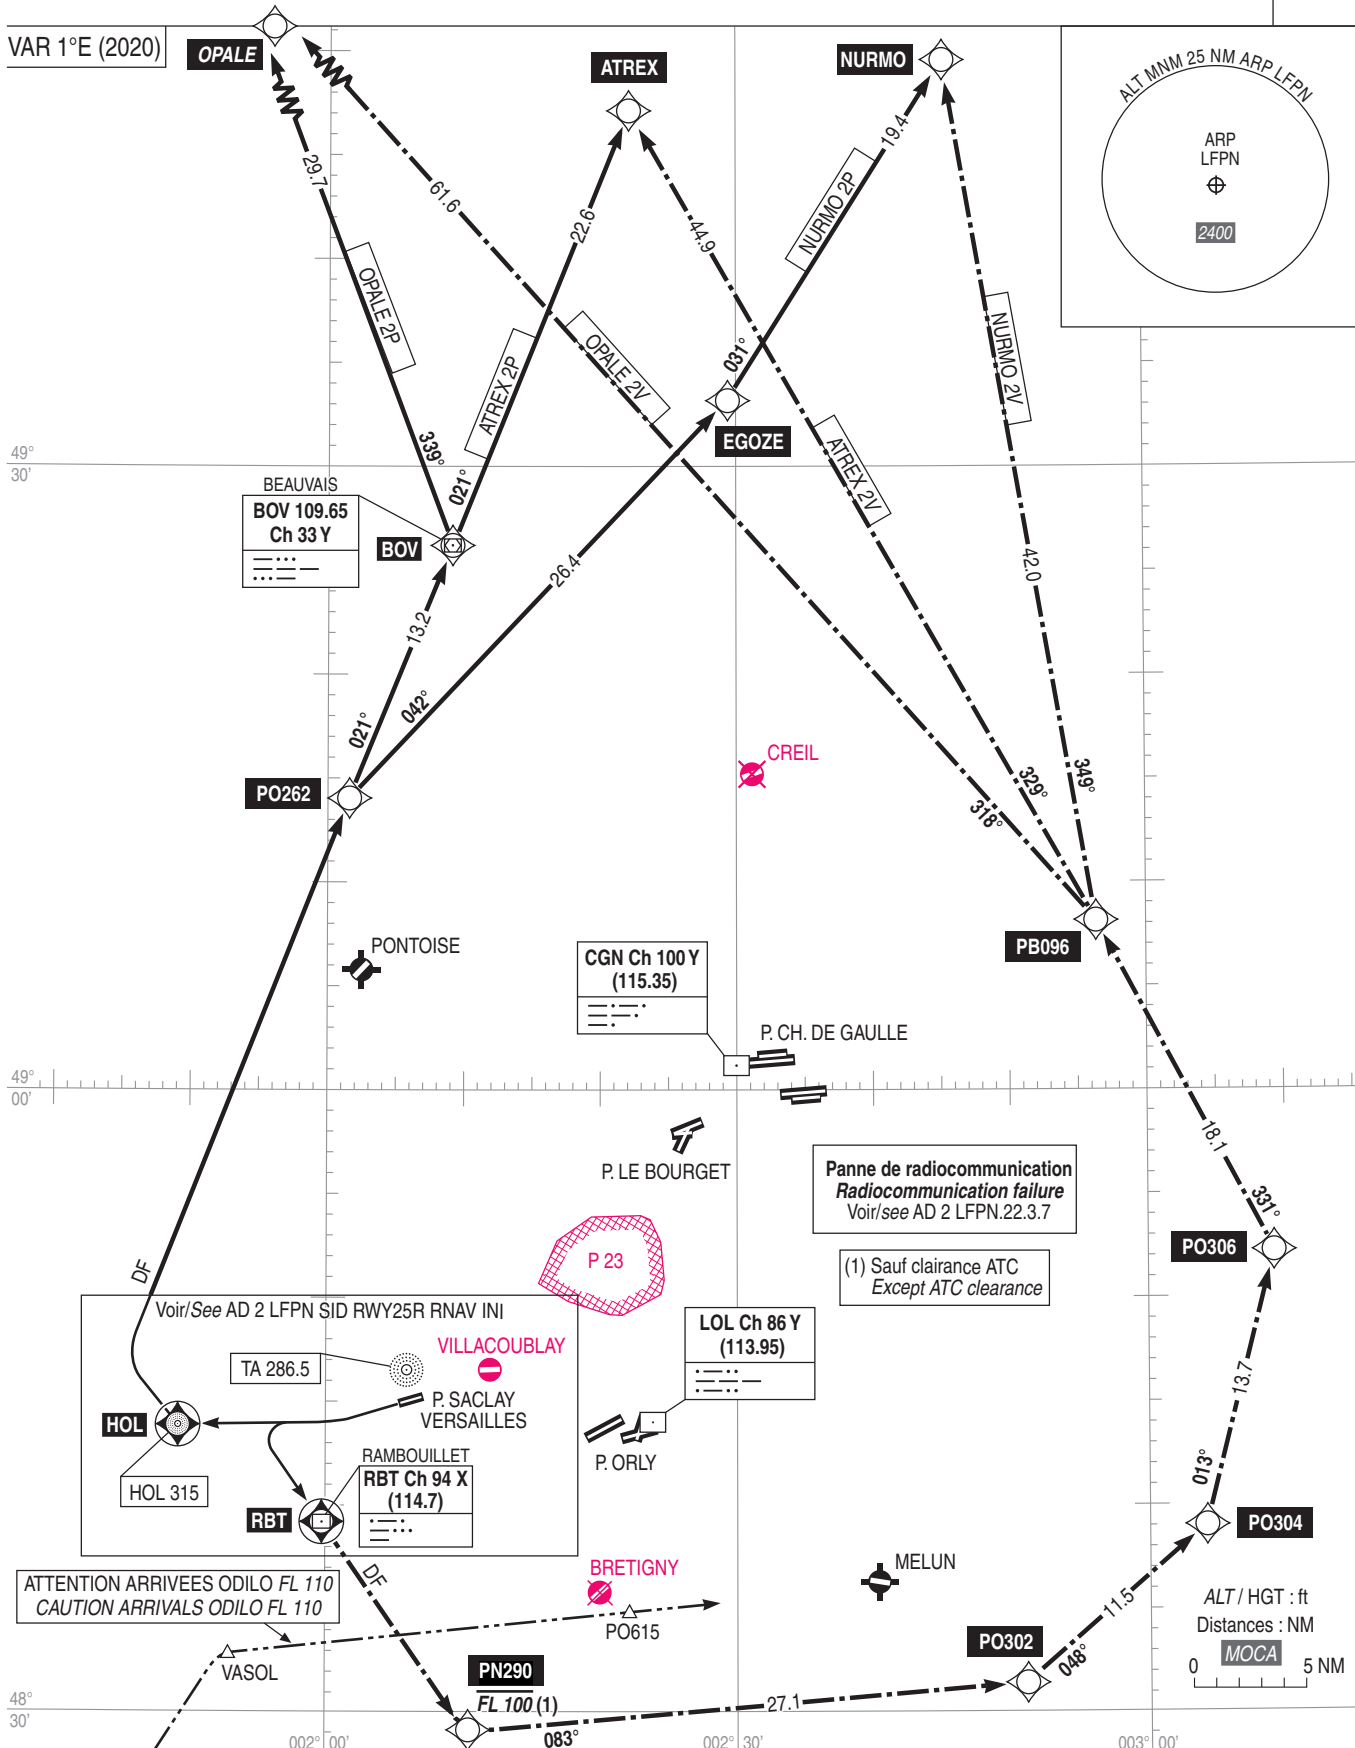 VAR 1°E (2020)
OPALE
ATREX
NURMO
ALT MNM 25 NM ARP LFPN
ARP
LFPN
2400
29.7
61.6
22.6
44.9
19.4
NURMO 2P
OPALE 2P
ATREX 2P
OPALE 2V
NURMO 2V
031°
EGOZE
ATREX 2V
49°
30'
339°
021°
BEAUVAIS
BOV 109.65
Ch 33 Y
BOV
26.4
42.0
13.2
042°
021°
CREIL
PO262
318°
329°
349°
PB096
PONTOISE
CGN Ch 100 Y
(115.35)
P. CH. DE GAULLE
49°
00'
P. LE BOURGET
18.1
Panne de radiocommunication
Radiocommunication failure
Voir/see AD 2 LFPN.22.3.7
331°
PO306
P 23
(1) Sauf clairance ATC
Except ATC clearance
DF
Voir/See AD 2 LFPN SID RWY25R RNAV INI
LOL Ch 86 Y
(113.95)
VILLACOUBLAY
TA 286.5
P. SACLAY
VERSAILLES
13.7
HOL
P. ORLY
RAMBOUILLET
RBT Ch 94 X
(114.7)
HOL 315
013°
RBT
PO304
BRETIGNY
MELUN
DF
ATTENTION ARRIVEES ODILO FL 110
CAUTION ARRIVALS ODILO FL 110
11.5
ALT / HGT : ft
Distances : NM
MOCA
0 5 NM
PO615
PO302
048°
VASOL
PN290
FL 100 (1)
27.1
083°
48°
30'
002° 00'
002° 30'
003° 00'